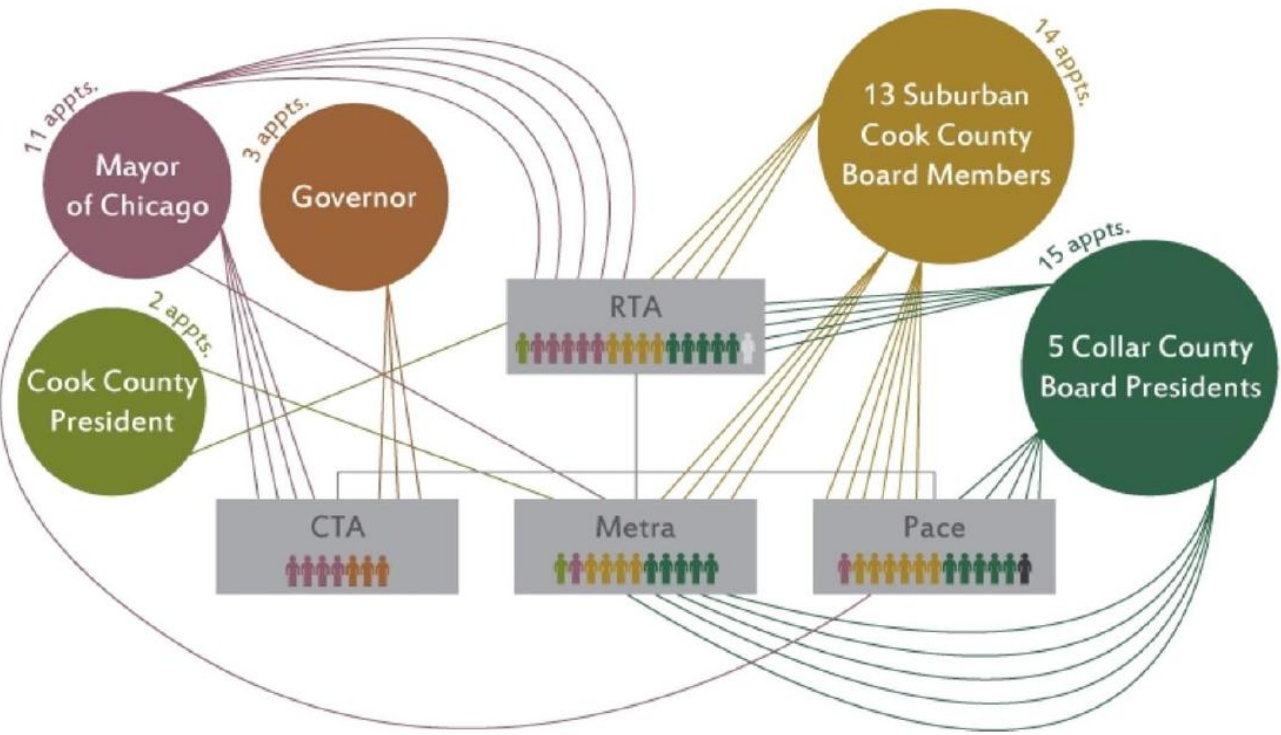 11 appts.
Mayor
of Chicago
3 appts.
Governor
14 appts.
13 Suburban
Cook County
Board Members
2 appts.
Cook County
President
RTA
15 appts.
5 Collar County
Board Presidents
CTA
Metra
Pace